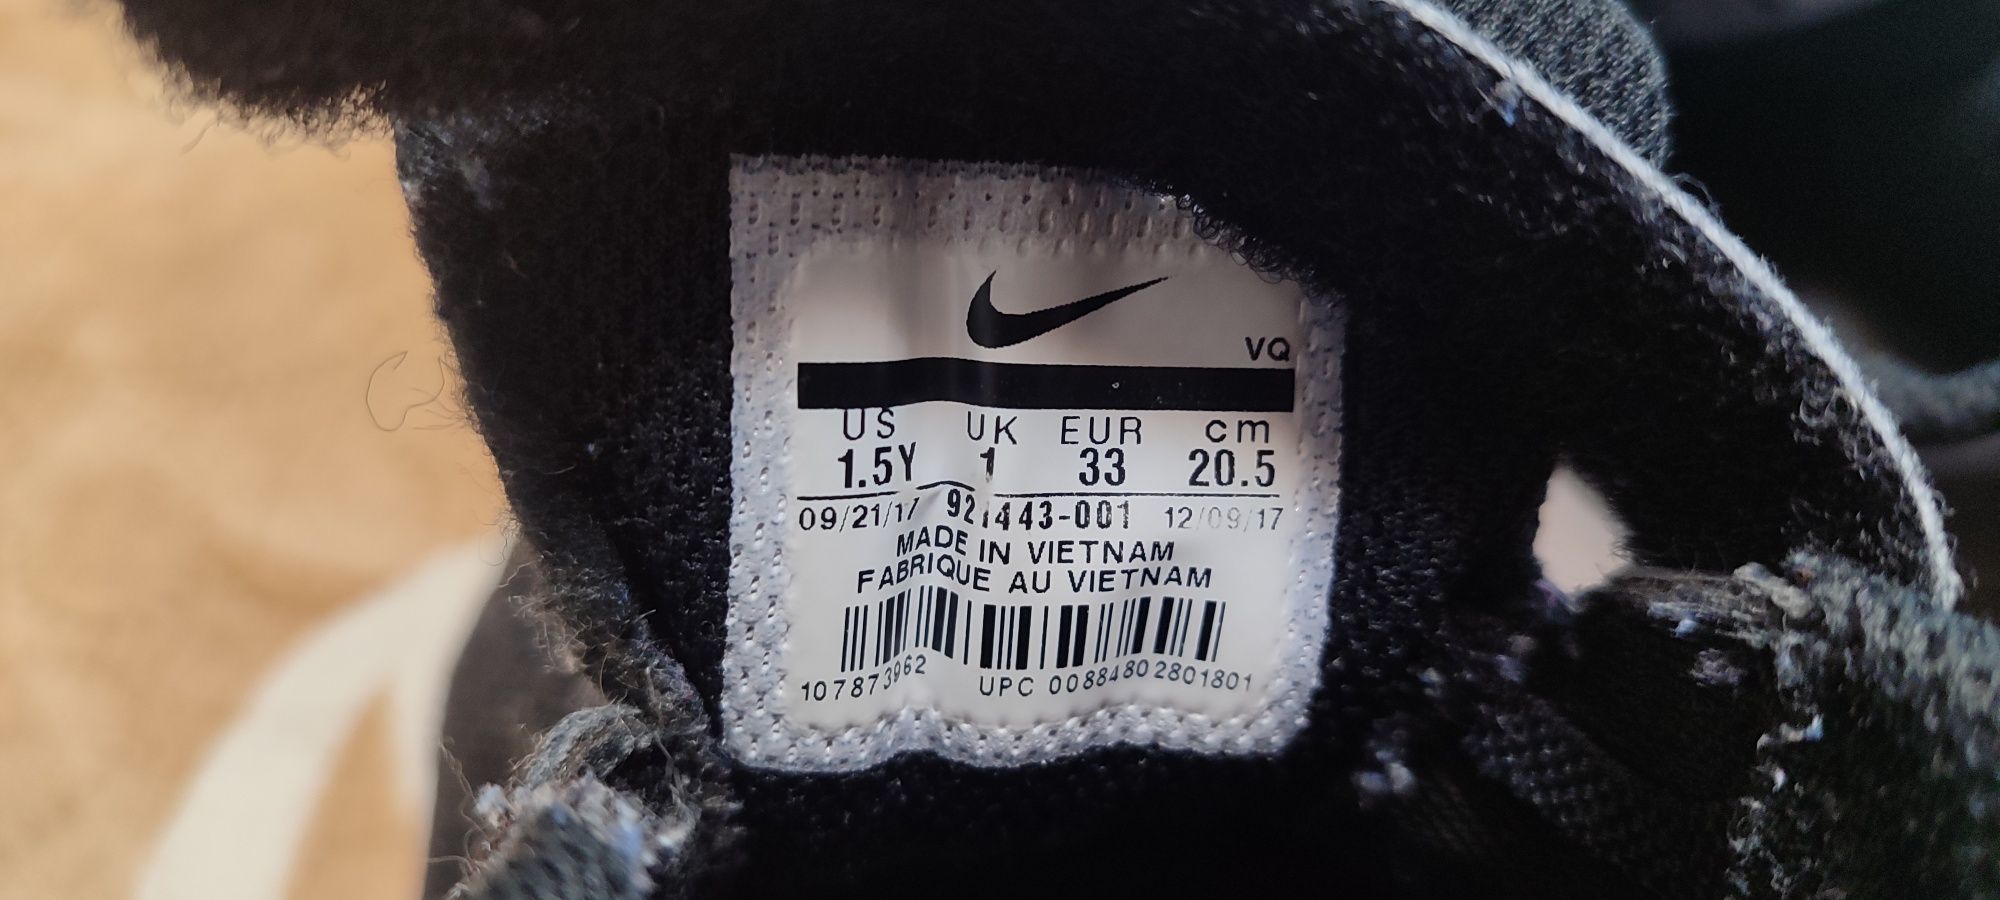 VQ
US UK EUR cm
1.5Y 1 33 20.5
09/21/17 921443-001 12/09/17
MADE IN VIETNAM
FABRIQUE AU VIETNAM
107873962 UPC 00884802801801